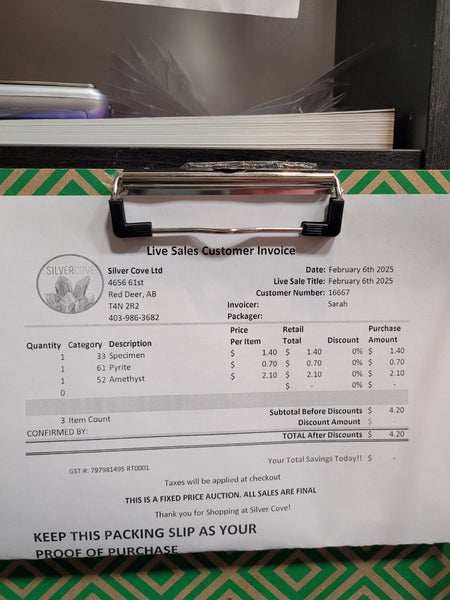 Live Sales Customer Invoice
SILVERCOVE
Silver Cove Ltd
4656 61st
Red Deer, AB
T4N 2R2
403-986-3682
Date: February 6th 2025
Live Sale Title: February 6th 2025
Customer Number: 16667
Invoicer: Sarah
Packager:
Quantity Category Description Price Per Item Retail Total Discount Purchase Amount
1 33 Specimen $ 1.40 $ 1.40 0% $ 1.40
1 61 Pyrite $ 0.70 $ 0.70 0% $ 0.70
1 52 Amethyst $ 2.10 $ 2.10 0% $ 2.10
0 $ - 0% $ -
3 Item Count
Subtotal Before Discounts $ 4.20
CONFIRMED BY:
Discount Amount $ -
TOTAL After Discounts $ 4.20
Your Total Savings Today!! $ -
GST #: 797981495 RT0001
Taxes will be applied at checkout
THIS IS A FIXED PRICE AUCTION. ALL SALES ARE FINAL
Thank you for Shopping at Silver Cove!
KEEP THIS PACKING SLIP AS YOUR
PROOF OF PURCHASE